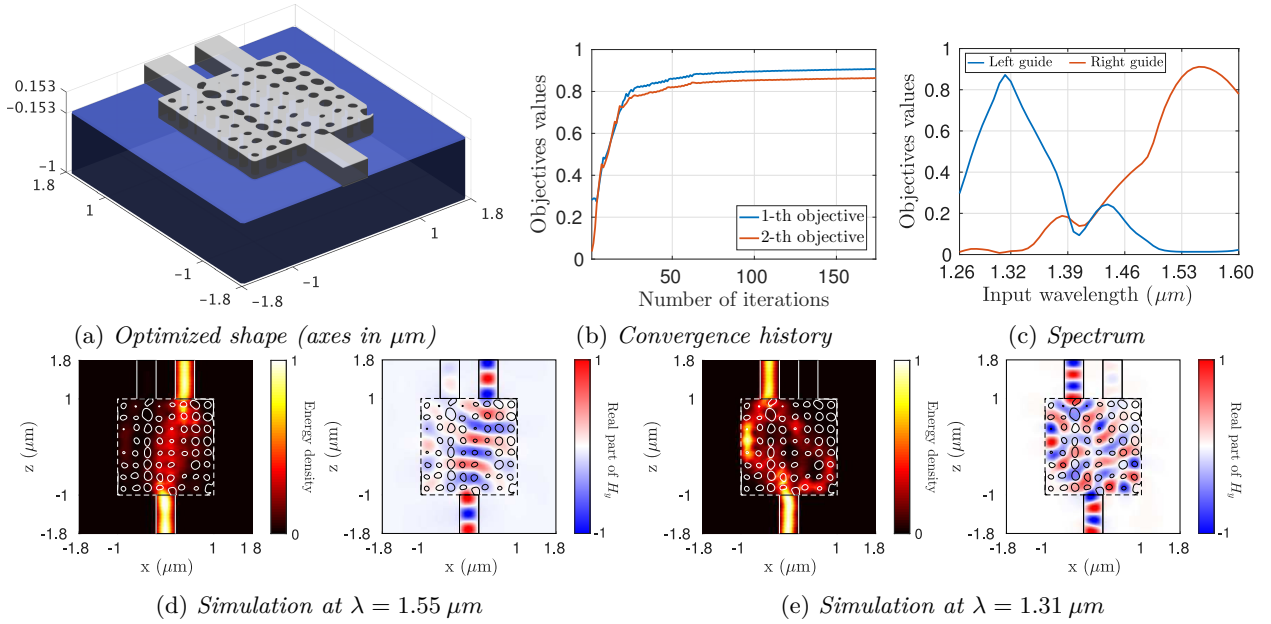 0.153
−0.153
−1
1.8
1
−1
−1.8
−1.8
−1
1
1.8
(a) Optimized shape (axes in μm)
1
0.8
0.6
0.4
0.2
0
Objectives values
1-th objective
2-th objective
50
100
150
Number of iterations
(b) Convergence history
1
0.8
0.6
0.4
0.2
0
Objectives values
Left guide
Right guide
1.26
1.32
1.39
1.46
1.53
1.60
Input wavelength (μm)
(c) Spectrum
1.8
1
-1
-1.8
z (μm)
-1.8
-1
1
1.8
x (μm)
1
0
Energy density
1.8
1
-1
-1.8
z (μm)
-1.8
-1
1
1.8
x (μm)
1
-1
Real part of Hy
(d) Simulation at λ = 1.55 μm
1.8
1
-1
-1.8
z (μm)
-1.8
-1
1
1.8
x (μm)
1
0
Energy density
1.8
1
-1
-1.8
z (μm)
-1.8
-1
1
1.8
x (μm)
1
-1
Real part of Hy
(e) Simulation at λ = 1.31 μm